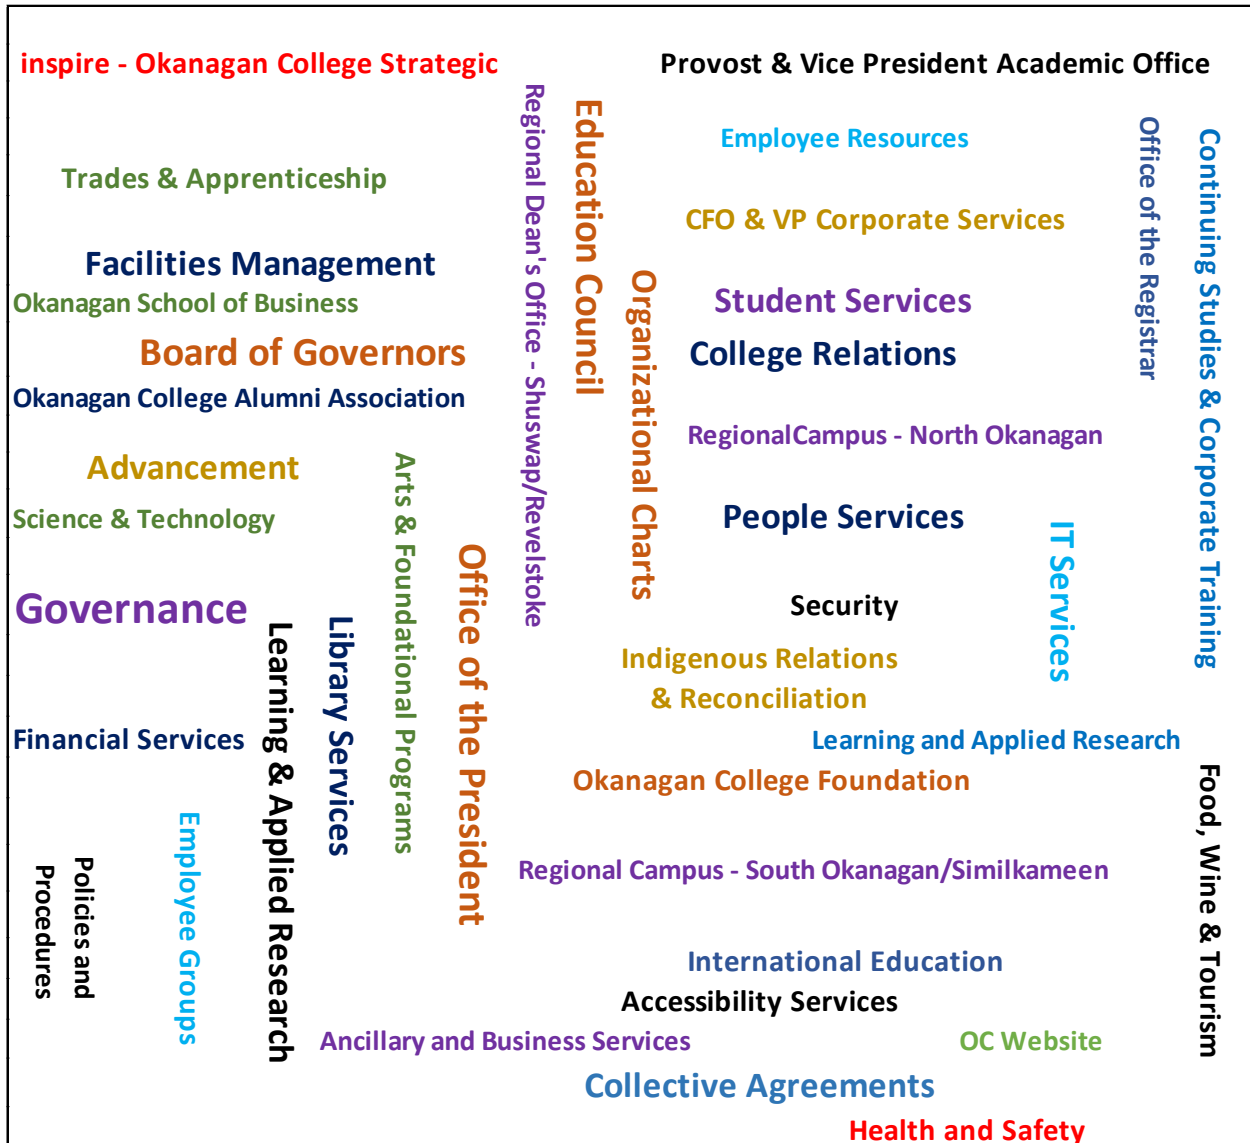 inspire - Okanagan College Strategic
Provost & Vice President Academic Office
Regional Dean's Office - Shuswap/Revelstoke
Education Council
Employee Resources
Office of the Registrar
Continuing Studies & Corporate Training
Trades & Apprenticeship
CFO & VP Corporate Services
Facilities Management
Organizational Charts
Okanagan School of Business
Student Services
Board of Governors
College Relations
Okanagan College Alumni Association
RegionalCampus - North Okanagan
Advancement
Arts & Foundational Programs
Science & Technology
People Services
IT Services
Office of the President
Governance
Security
Library Services
Learning & Applied Research
Indigenous Relations
& Reconciliation
Financial Services
Learning and Applied Research
Okanagan College Foundation
Food, Wine & Tourism
Employee Groups
Policies and
Procedures
Regional Campus - South Okanagan/Similkameen
International Education
Accessibility Services
Ancillary and Business Services
OC Website
Collective Agreements
Health and Safety